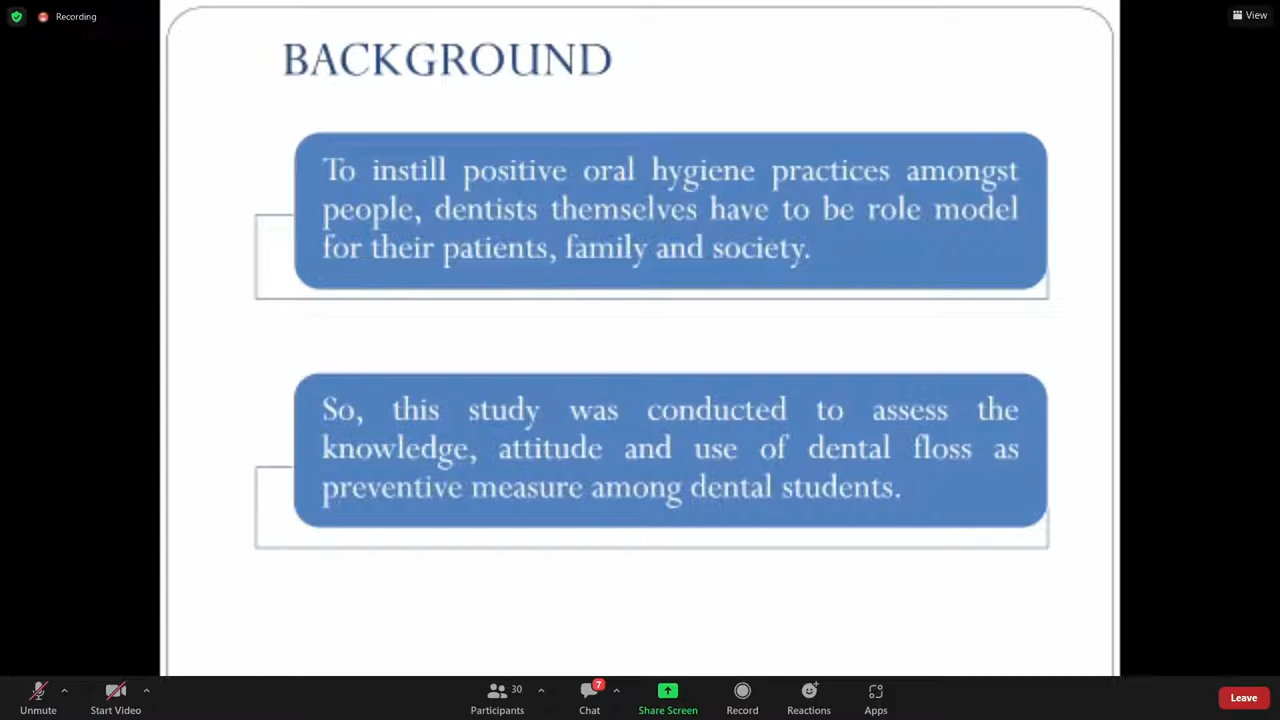 Recording
View
BACKGROUND
To instill positive oral hygiene practices amongst
people, dentists themselves have to be role model
for their patients, family and society.
So, this study was conducted to assess the
knowledge, attitude and use of dental floss as
preventive measure among dental students.
Unmute
Start Video
Participants 30
Chat 7
Share Screen
Record
Reactions
Apps
Leave